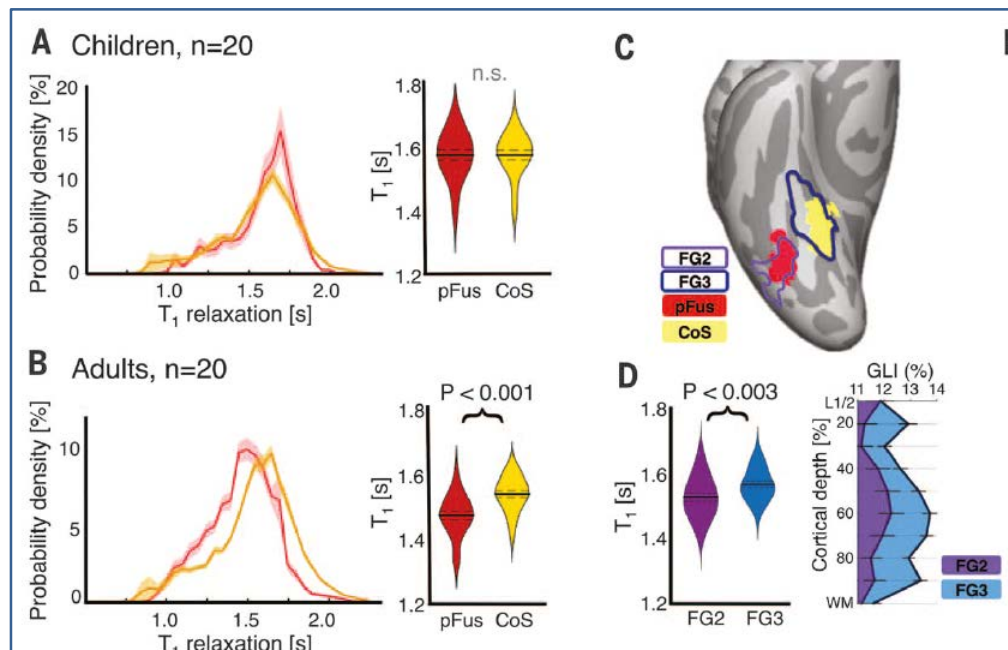 A Children, n=20
Probability density [%]
20
15
10
5
0
1.0 1.5 2.0
T1 relaxation [s]
n.s.
T1 [s]
1.8
1.6
1.4
1.2
pFus CoS
C
FG2
FG3
pFus
CoS
B Adults, n=20
Probability density [%]
10
5
0
1.0 1.5 2.0
T1 relaxation [s]
P < 0.001
T1 [s]
1.8
1.6
1.4
1.2
pFus CoS
D
P < 0.003
T1 [s]
1.8
1.6
1.4
1.2
FG2 FG3
GLI (%)
11 12 13 14
Cortical depth [%]
L1/2
20
40
60
80
WM
FG2
FG3